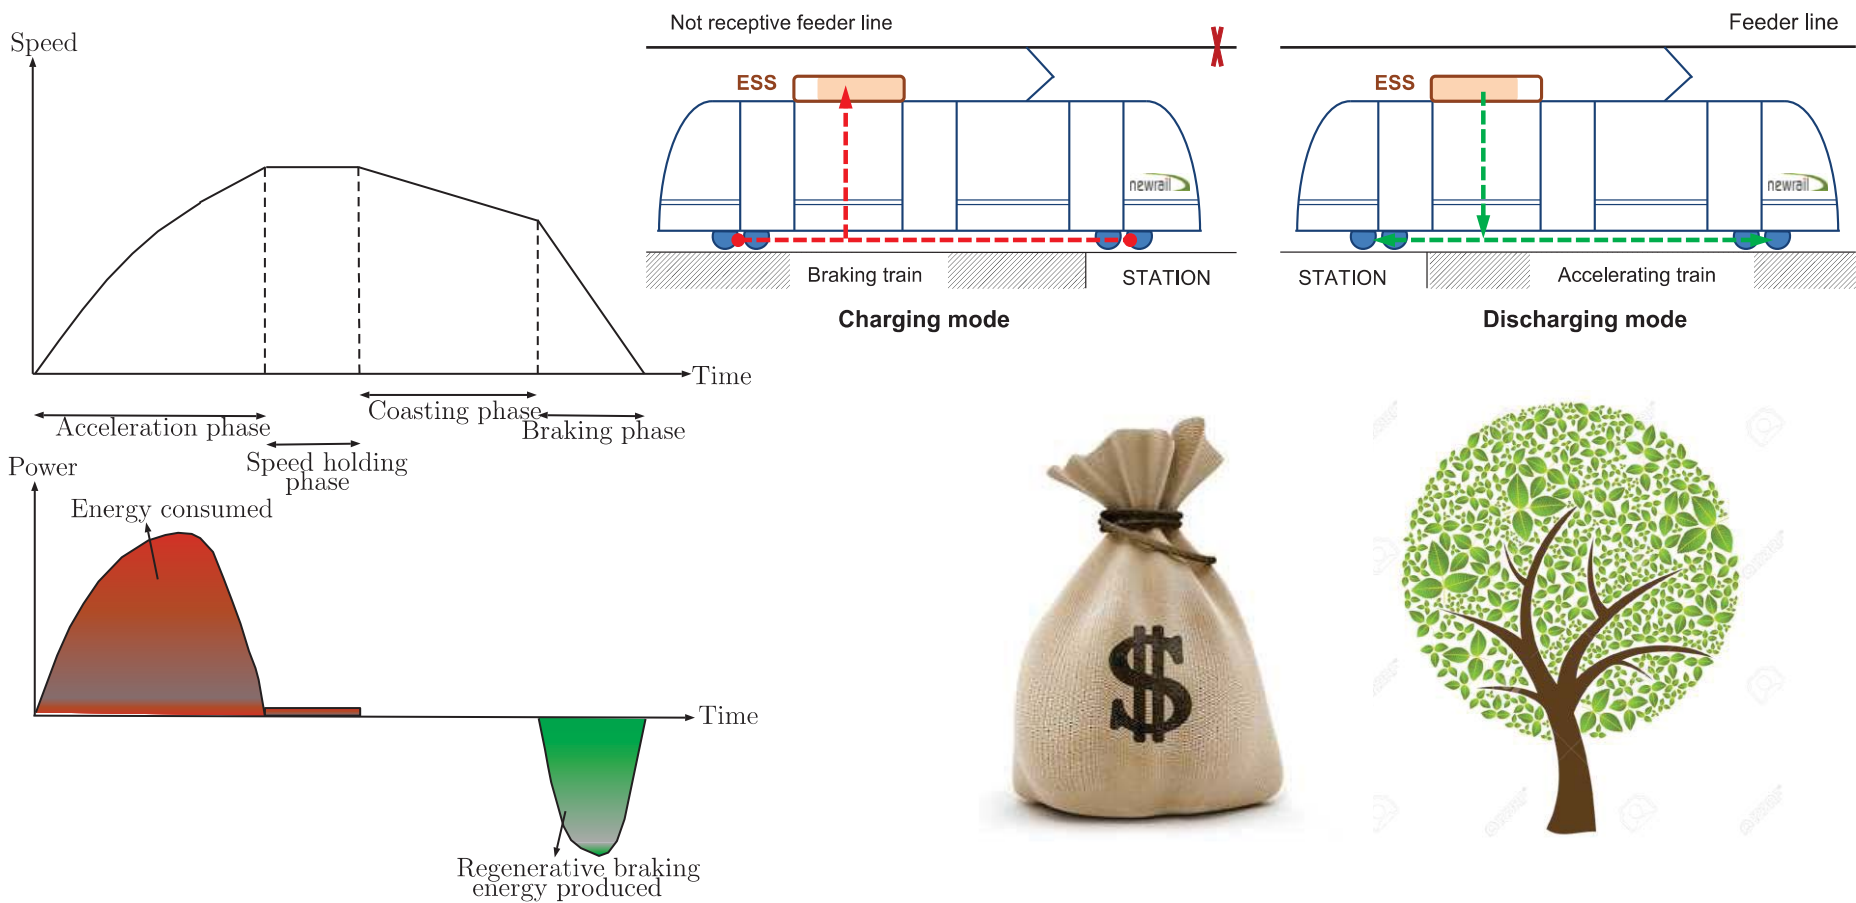 Speed
Time
Acceleration phase
Speed holding
phase
Coasting phase
Braking phase
Power
Energy consumed
Time
Regenerative braking
energy produced
Not receptive feeder line
ESS
newrail
Braking train
STATION
Charging mode
Feeder line
ESS
newrail
STATION
Accelerating train
Discharging mode
$